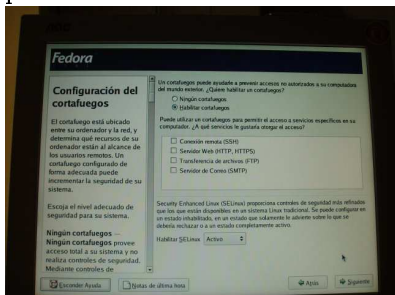 Fedora
Configuración del
cortafuegos
El cortafuego está ubicado
entre su ordenador y la red, y
determina qué recursos de su
ordenador están al alcance de
los usuarios remotos. Un
cortafuego configurado de
forma adecuada puede
incrementar la seguridad de su
sistema.
Escoja el nivel adecuado de
seguridad para su sistema.
Ningún cortafuegos —
Ningún cortafuegos provee
acceso total a su sistema y no
realiza controles de seguridad.
Mediante controles de
Un cortafuegos puede ayudarle a prevenir accesos no autorizados a su computadora
del mundo exterior. ¿Quiere habilitar un cortafuegos?
Ningún cortafuegos
Habilitar cortafuegos
Puede utilizar un cortafuegos para permitir el acceso a servicios específicos en su
computador. ¿A qué servicios le gustaría otorgar el acceso?
Conexión remota (SSH)
Servidor Web (HTTP, HTTPS)
Transferencia de archivos (FTP)
Servidor de Correo (SMTP)
Security Enhanced Linux (SELinux) proporciona controles de seguridad más refinados
que los que están disponibles en un sistema Linux tradicional. Se puede configurar en
un estado inhabilitado, en un estado que solamente le advierte sobre lo que se
debería rechazar o a un estado completamente activo.
Habilitar SELinux Activo
Esconder Ayuda
Notas de última hora
Atrás
Siguiente